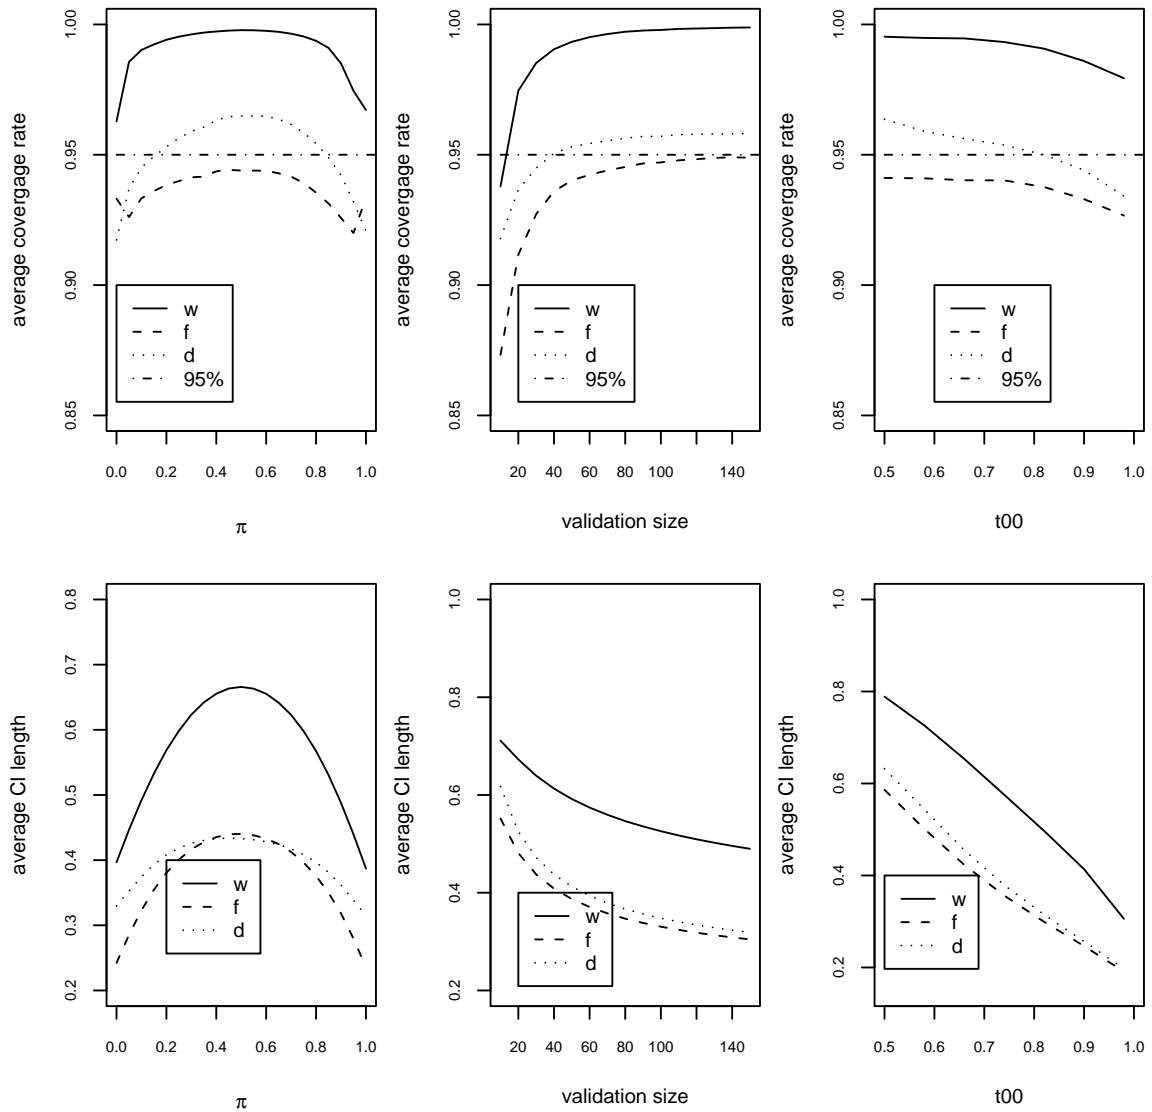 average covergage rate
1.00
0.95
0.90
0.85
w
f
d
95%
0.0 0.2 0.4 0.6 0.8 1.0
π
average covergage rate
1.00
0.95
0.90
0.85
w
f
d
95%
20 40 60 80 100 140
validation size
average covergage rate
1.00
0.95
0.90
0.85
w
f
d
95%
0.5 0.6 0.7 0.8 0.9 1.0
t00
average CI length
0.8
0.7
0.6
0.5
0.4
0.3
0.2
w
f
d
0.0 0.2 0.4 0.6 0.8 1.0
π
average CI length
1.0
0.8
0.6
0.4
0.2
w
f
d
20 40 60 80 100 140
validation size
average CI length
1.0
0.8
0.6
0.4
0.2
w
f
d
0.5 0.6 0.7 0.8 0.9 1.0
t00